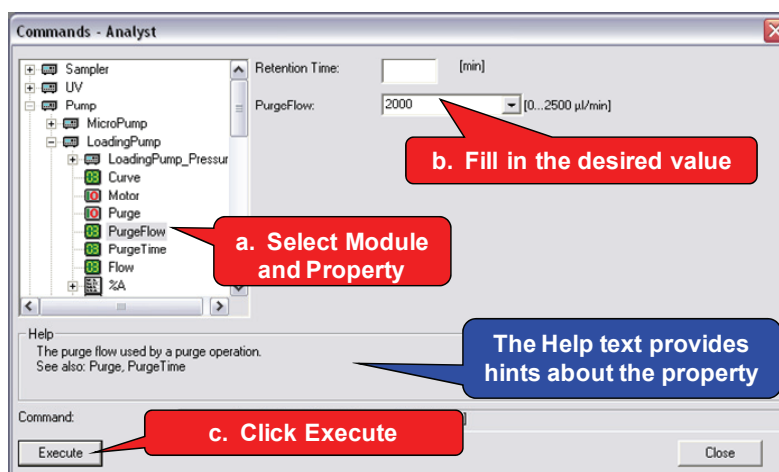 Commands - Analyst
Sampler
UV
Pump
MicroPump
LoadingPump
LoadingPump_Pressur
Curve
Motor
Purge
PurgeFlow
PurgeTime
Flow
%A
Retention Time: [min]
PurgeFlow: 2000 [0...2500 µl/min]
b. Fill in the desired value
a. Select Module
and Property
Help
The purge flow used by a purge operation.
See also: Purge, PurgeTime
The Help text provides
hints about the property
Command:
c. Click Execute
Execute
Close